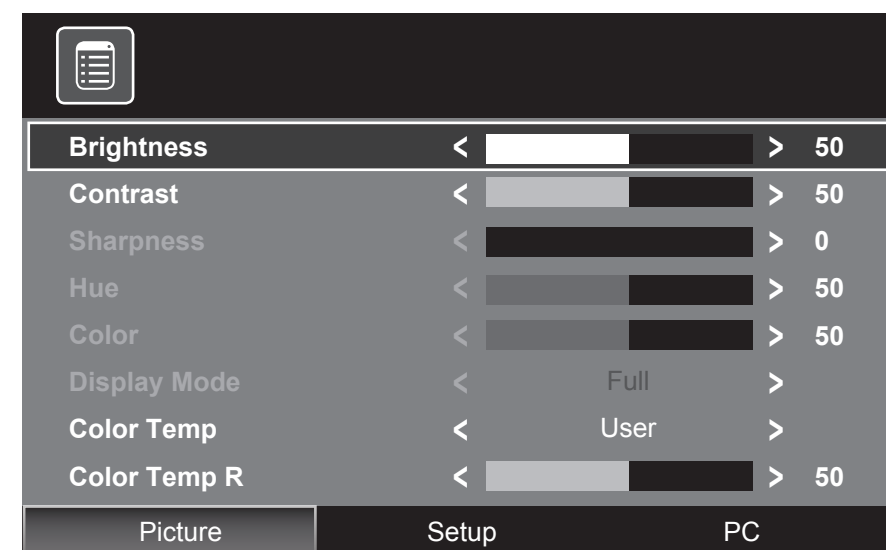 Brightness < > 50
Contrast < > 50
Sharpness < > 0
Hue < > 50
Color < > 50
Display Mode < Full >
Color Temp < User >
Color Temp R < > 50
Picture Setup PC